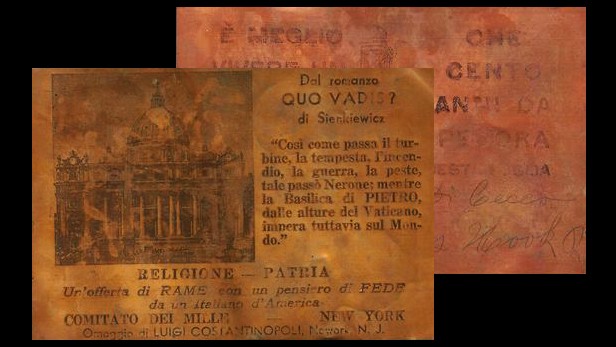 È MEGLIO CHE
VIVERE UN CENTO
ANNI DA
PECORA
Dal romanzo
QUO VADIS?
di Sienkiewicz
"Così come passa il tur-
bine, la tempesta, l'incen-
dio, la guerra, la peste,
tale passò Nerone; mentre
la Basilica di PIETRO,
dalle alture del Vaticano,
impera tuttavia sul Mon-
do."
RELIGIONE — PATRIA
Un'offerta di RAME con un pensiero di FEDE
da un Italiano d'America
COMITATO DEI MILLE — NEW YORK
Omaggio di LUIGI COSTANTINOPOLI, Newark, N. J.